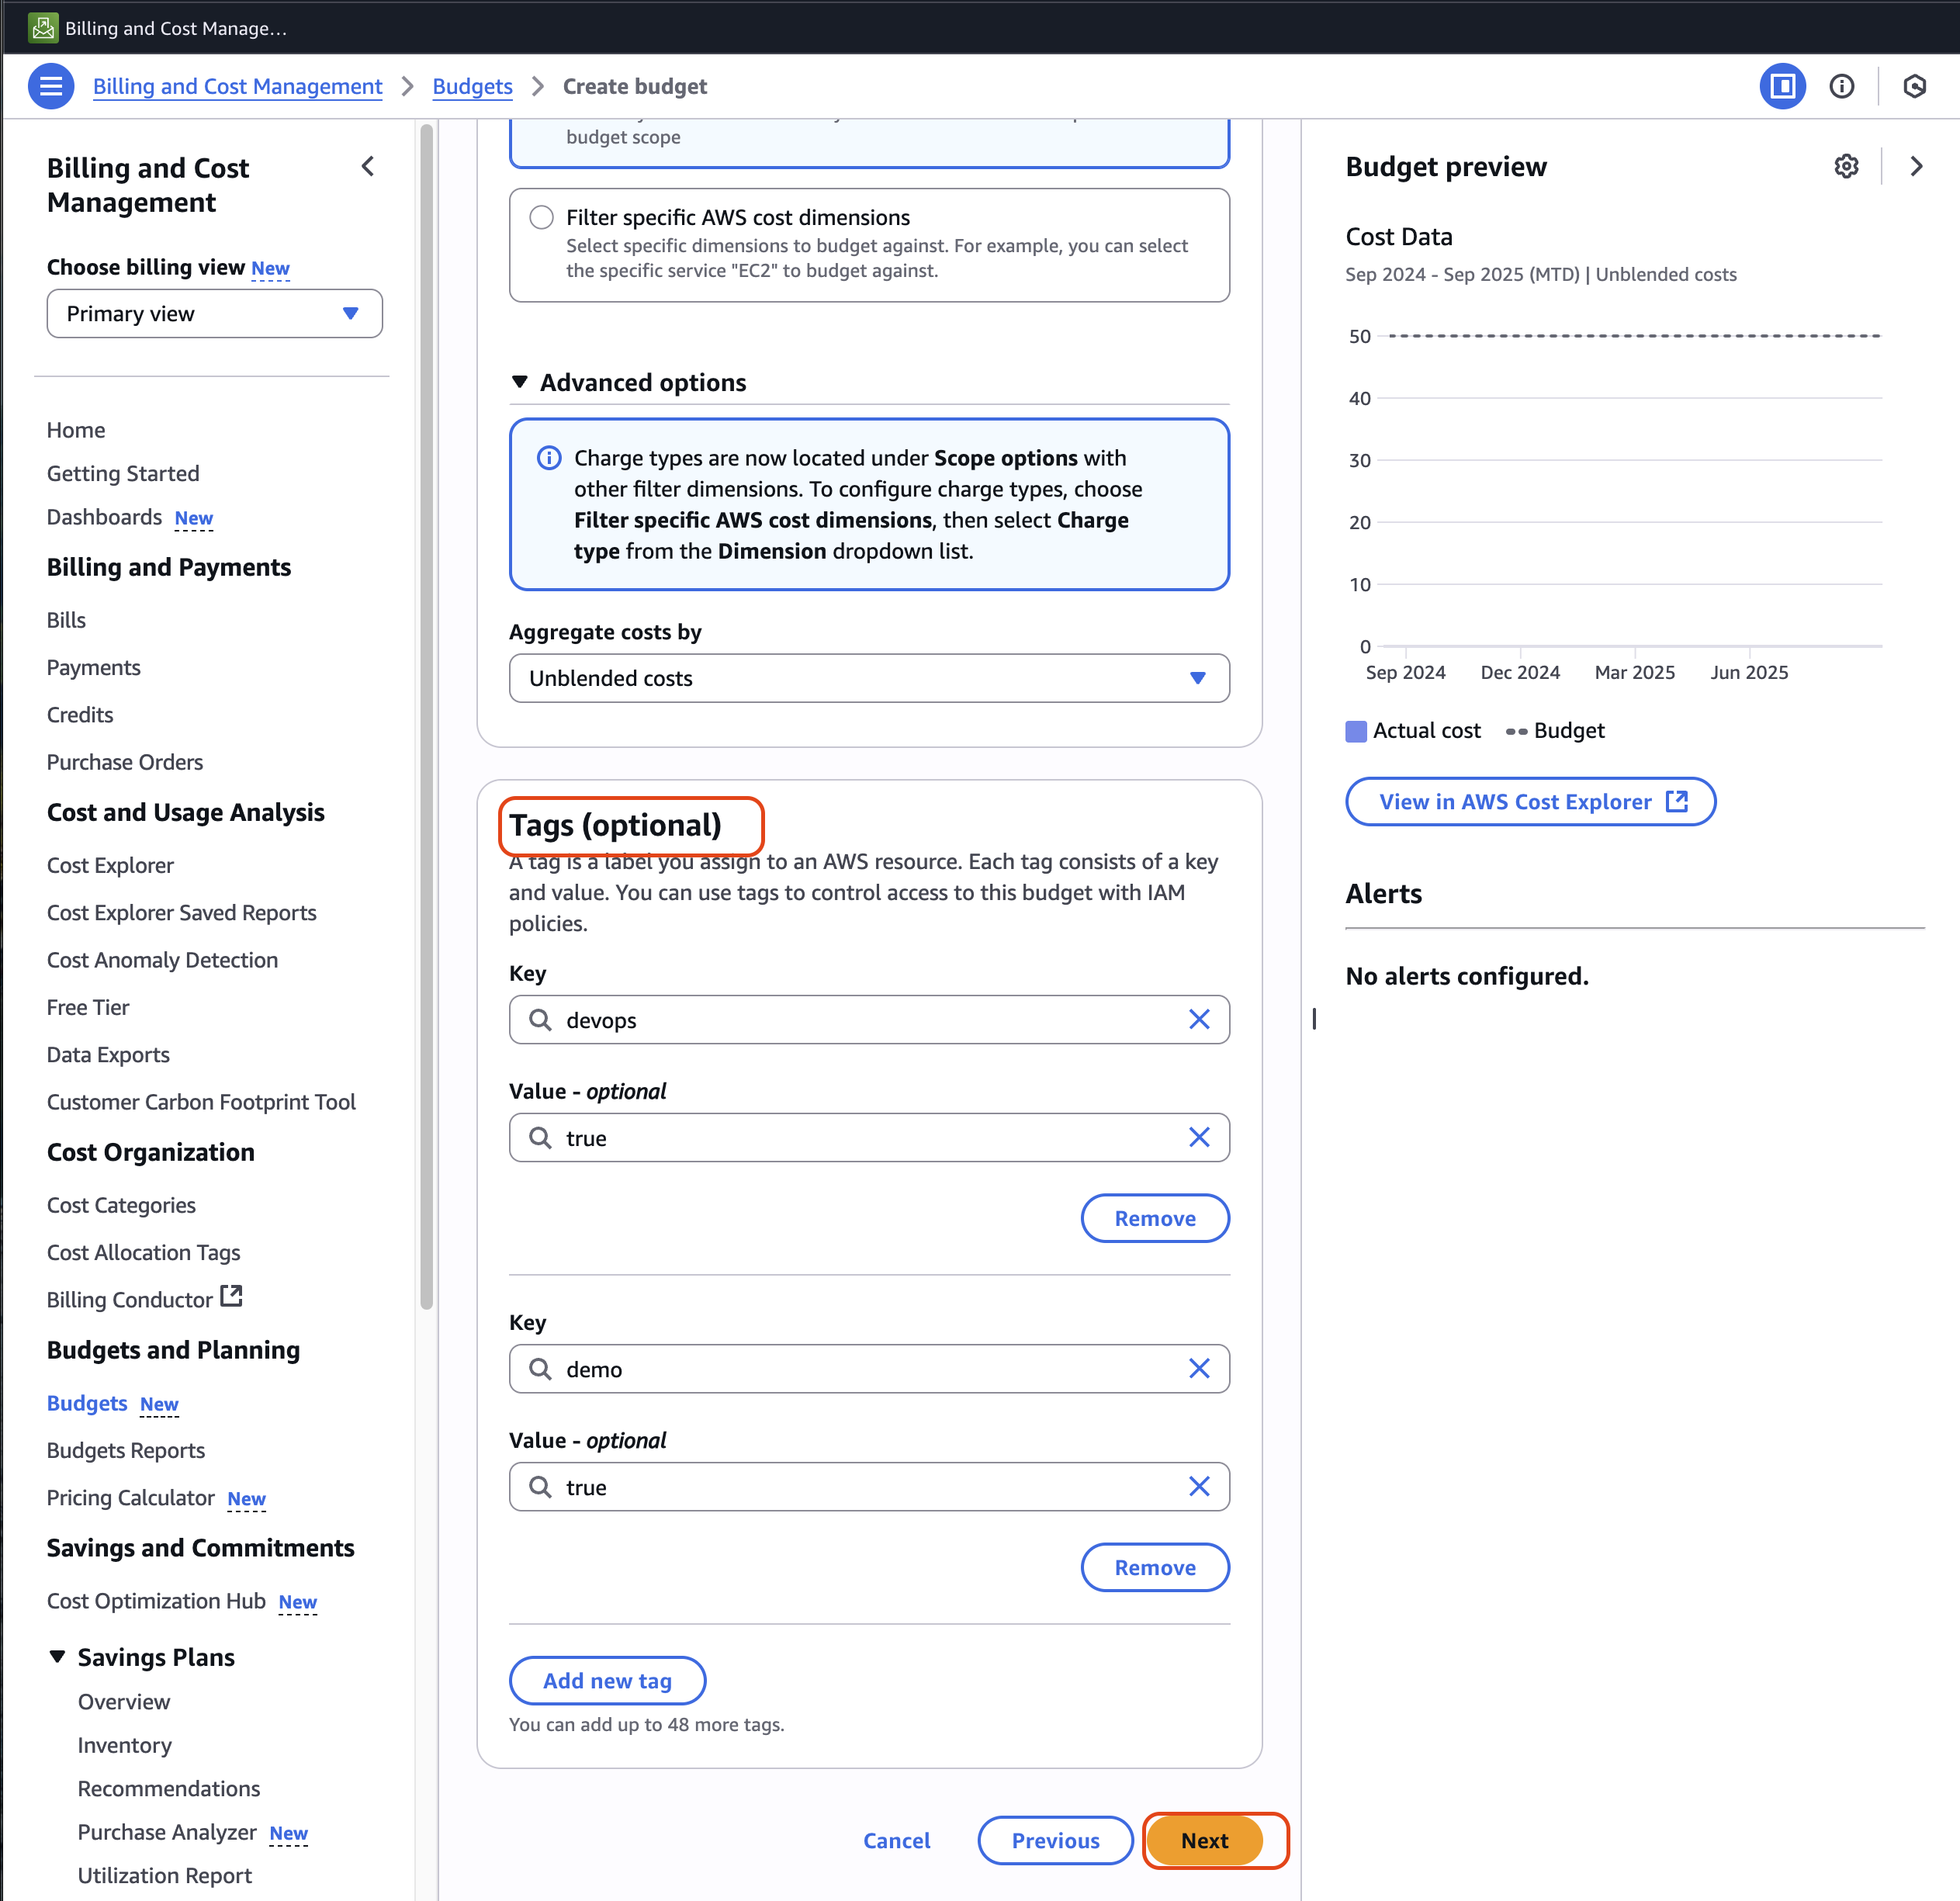 Billing and Cost Manage…
Billing and Cost Management
Budgets
Create budget
Billing and Cost
Management
Choose billing view New
Primary view
Home
Getting Started
Dashboards New
Billing and Payments
Bills
Payments
Credits
Purchase Orders
Cost and Usage Analysis
Cost Explorer
Cost Explorer Saved Reports
Cost Anomaly Detection
Free Tier
Data Exports
Customer Carbon Footprint Tool
Cost Organization
Cost Categories
Cost Allocation Tags
Billing Conductor
Budgets and Planning
Budgets New
Budgets Reports
Pricing Calculator New
Savings and Commitments
Cost Optimization Hub New
Savings Plans
Overview
Inventory
Recommendations
Purchase Analyzer New
Utilization Report
budget scope
Filter specific AWS cost dimensions
Select specific dimensions to budget against. For example, you can select
the specific service "EC2" to budget against.
Advanced options
Charge types are now located under Scope options with
other filter dimensions. To configure charge types, choose
Filter specific AWS cost dimensions, then select Charge
type from the Dimension dropdown list.
Aggregate costs by
Unblended costs
Tags (optional)
A tag is a label you assign to an AWS resource. Each tag consists of a key
and value. You can use tags to control access to this budget with IAM
policies.
Key
devops
Value - optional
true
Remove
Key
demo
Value - optional
true
Remove
Add new tag
You can add up to 48 more tags.
Cancel
Previous
Next
Budget preview
Cost Data
Sep 2024 - Sep 2025 (MTD) | Unblended costs
50
40
30
20
10
0
Sep 2024 Dec 2024 Mar 2025 Jun 2025
Actual cost Budget
View in AWS Cost Explorer
Alerts
No alerts configured.